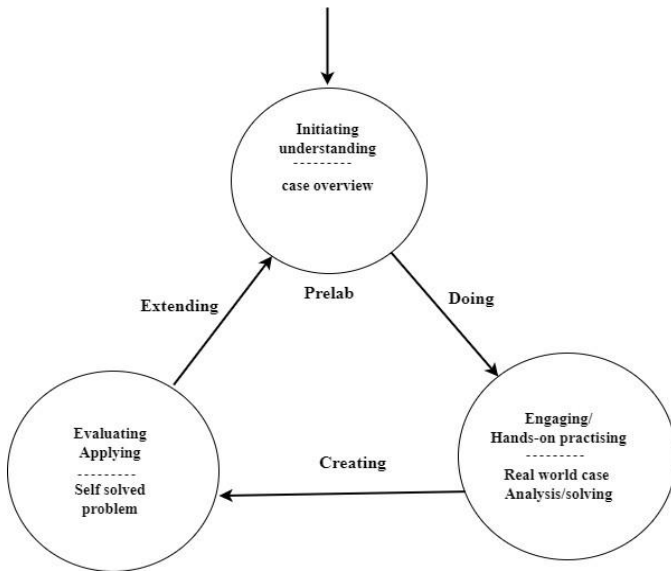 Initiating
understanding
---------
case overview
Prelab
Extending
Doing
Evaluating
Applying
---------
Self solved
problem
Creating
Engaging/
Hands-on practising
---------
Real world case
Analysis/solving